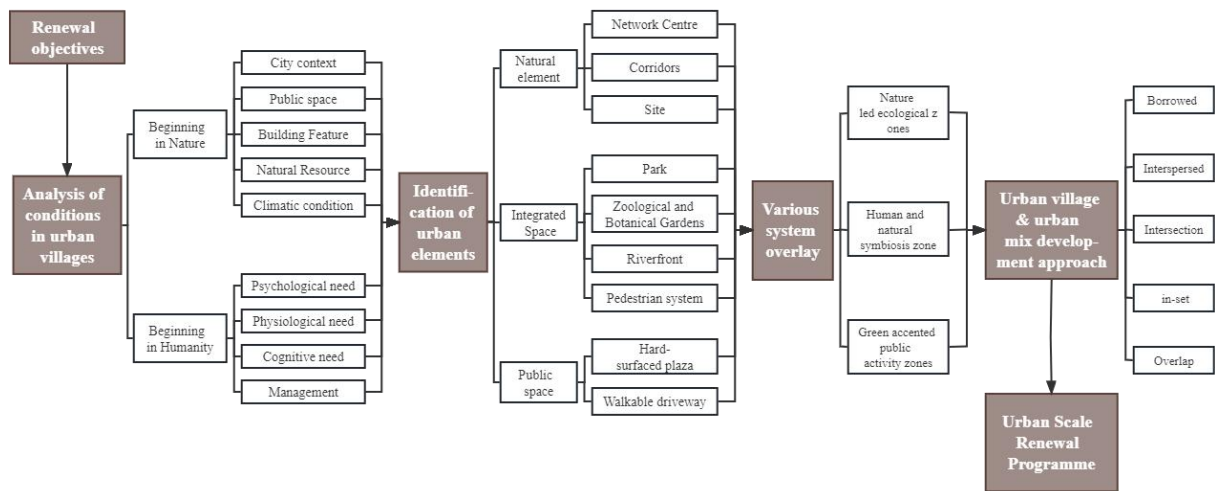 Renewal
objectives
Analysis of
conditions
in urban
villages
Beginning
in Nature
City context
Public space
Building Feature
Natural Resource
Climatic condition
Beginning
in Humanity
Psychological need
Physiological need
Cognitive need
Management
Identifi-
cation of
urban
elements
Natural
element
Network Centre
Corridors
Site
Integrated
Space
Park
Zoological and
Botanical Gardens
Riverfront
Pedestrian system
Public
space
Hard-
surfaced plaza
Walkable driveway
Various
system
overlay
Nature
led ecological z
ones
Human and
natural
symbiosis zone
Green accented
public
activity zones
Urban village
& urban
mix develop-
ment approach
Borrowed
Interspersed
Intersection
in-set
Overlap
Urban Scale
Renewal
Programme